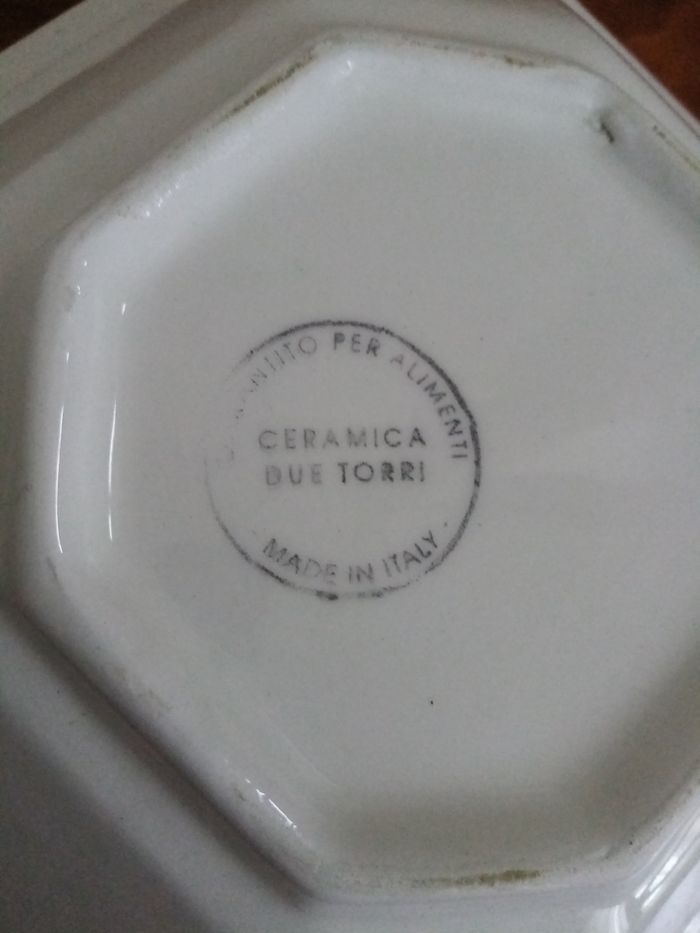 PER ALIMENTI
CERAMICA
DUE TORRI
MADE IN ITALY